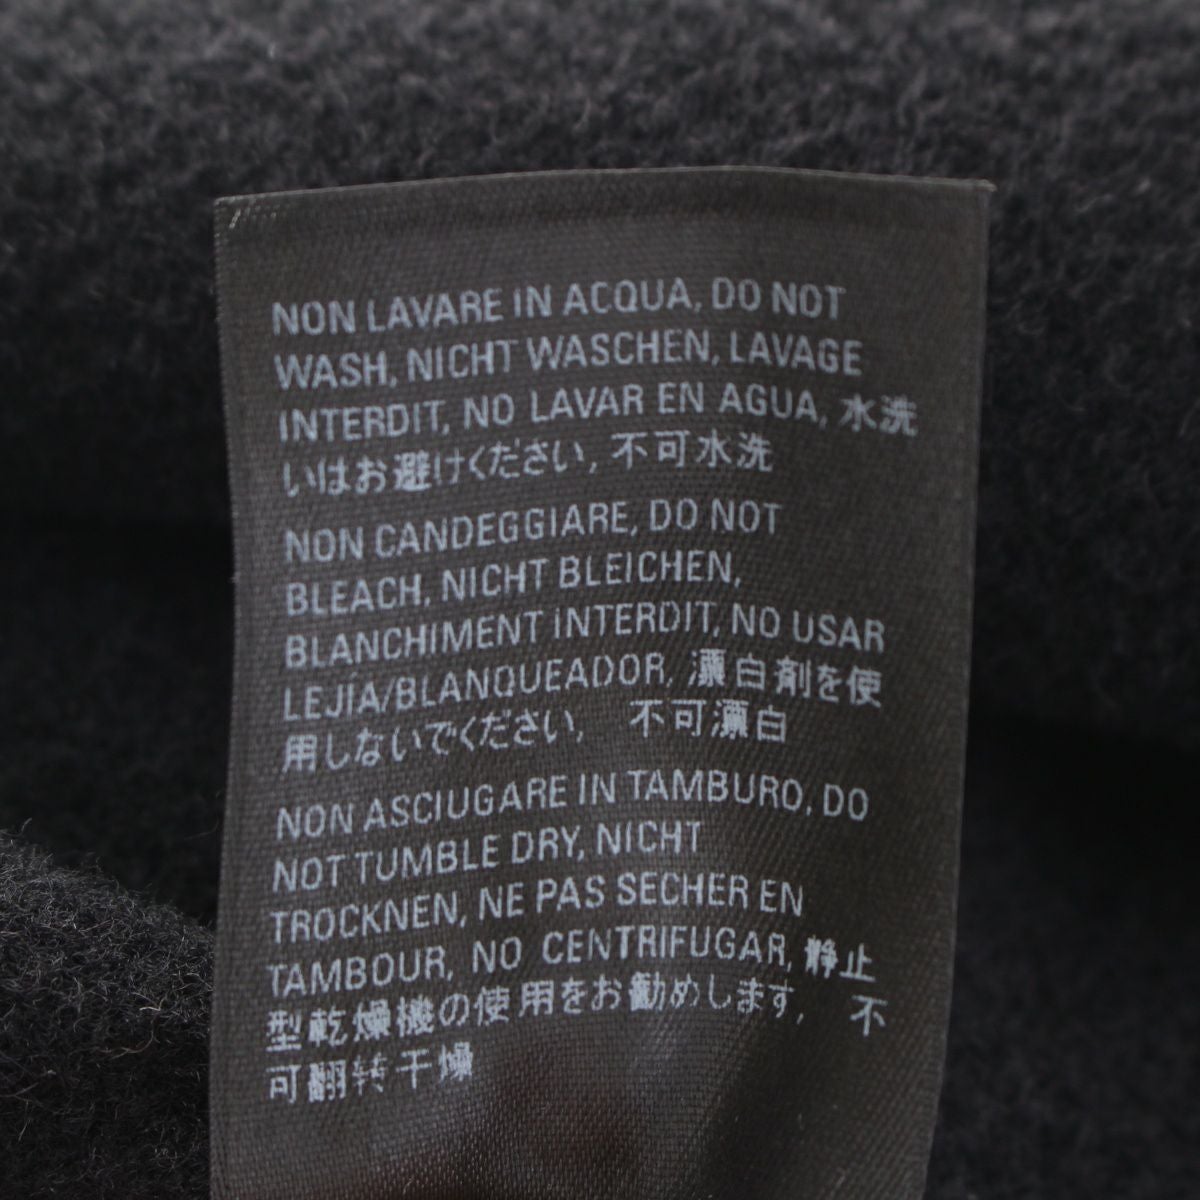 NON LAVARE IN ACQUA, DO NOT
WASH, NICHT WASCHEN, LAVAGE
INTERDIT, NO LAVAR EN AGUA, 水洗
いはお避けください, 不可水洗
NON CANDEGGIARE, DO NOT
BLEACH, NICHT BLEICHEN,
BLANCHIMENT INTERDIT, NO USAR
LEJÍA/BLANQUEADOR, 漂白剤を使
用しないでください, 不可漂白
NON ASCIUGARE IN TAMBURO, DO
NOT TUMBLE DRY, NICHT
TROCKNEN, NE PAS SECHER EN
TAMBOUR, NO CENTRIFUGAR, 静止
型乾燥機の使用をお勧めします, 不
可翻转干燥